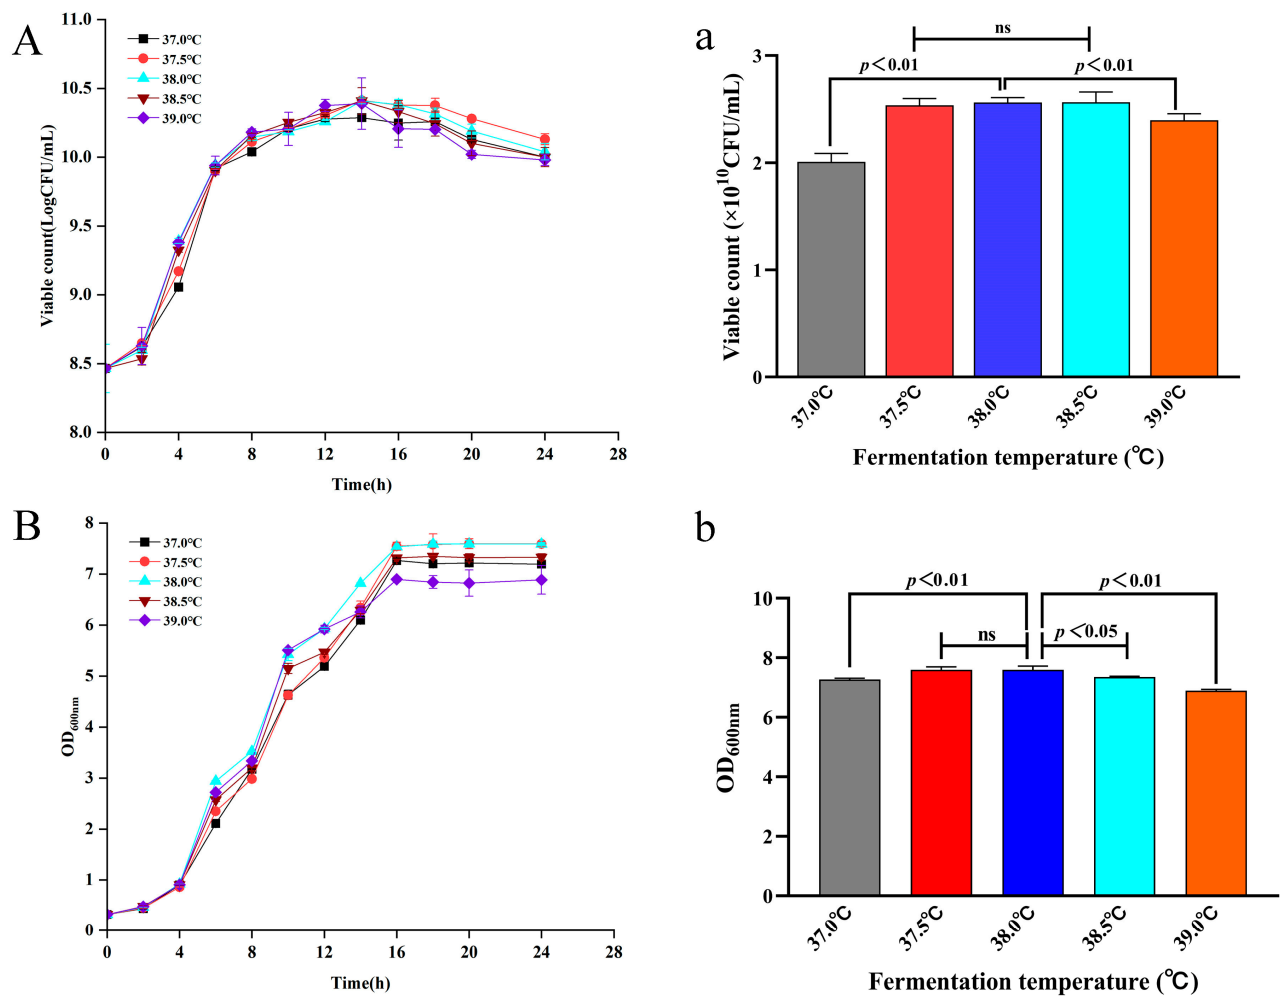 A
11.0
10.5
10.0
9.5
9.0
8.5
8.0
Viable count(LogCFU/mL)
37.0℃
37.5℃
38.0℃
38.5℃
39.0℃
0 4 8 12 16 20 24 28
Time(h)
a
ns
p<0.01 p<0.01
3
2
1
0
Viable count (×10¹⁰CFU/mL)
37.0℃ 37.5℃ 38.0℃ 38.5℃ 39.0℃
Fermentation temperature (℃)
B
8
7
6
5
4
3
2
1
0
OD600nm
37.0℃
37.5℃
38.0℃
38.5℃
39.0℃
0 4 8 12 16 20 24 28
Time(h)
b
p<0.01 p<0.01
ns p<0.05
10
8
6
4
2
0
OD600nm
37.0℃ 37.5℃ 38.0℃ 38.5℃ 39.0℃
Fermentation temperature (℃)